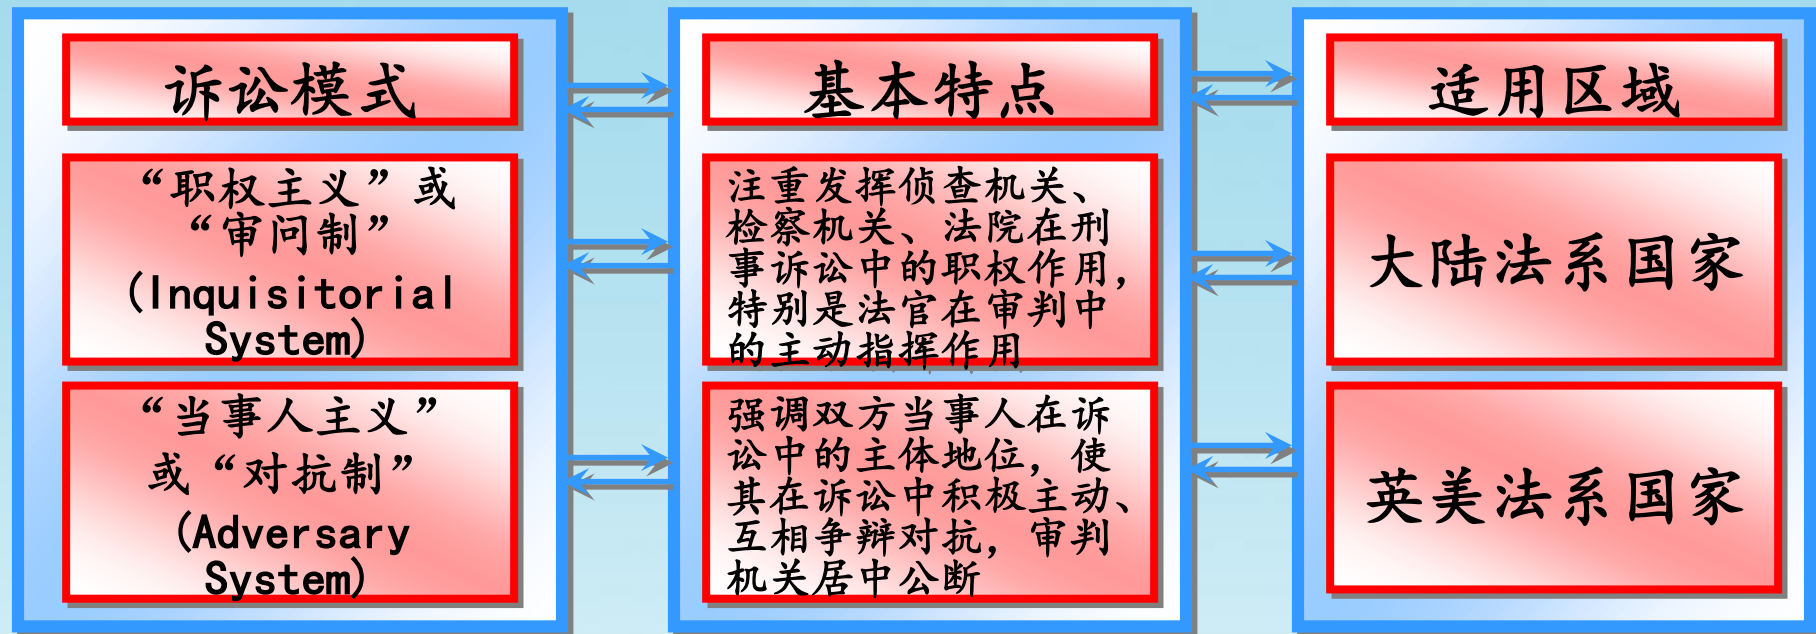 诉讼模式
基本特点
适用区域
“职权主义”或
“审问制”
(Inquisitorial
System)
注重发挥侦查机关、
检察机关、法院在刑
事诉讼中的职权作用，
特别是法官在审判中
的主动指挥作用
大陆法系国家
“当事人主义”
或“对抗制”
(Adversary
System)
强调双方当事人在诉
讼中的主体地位，使
其在诉讼中积极主动、
互相争辩对抗，审判
机关居中公断
英美法系国家